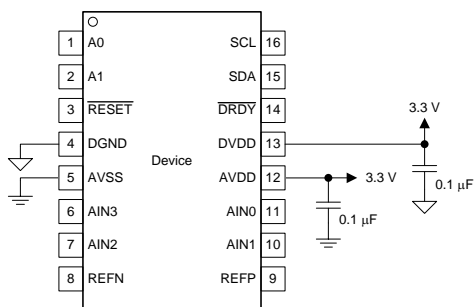 1 A0 SCL 16
2 A1 SDA 15
3 RESET DRDY 14
3.3 V
4 DGND DVDD 13
Device
5 AVSS AVDD 12 3.3 V
0.1 μF
6 AIN3 AIN0 11
0.1 μF
7 AIN2 AIN1 10
8 REFN REFP 9